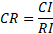 CR = CI/RI